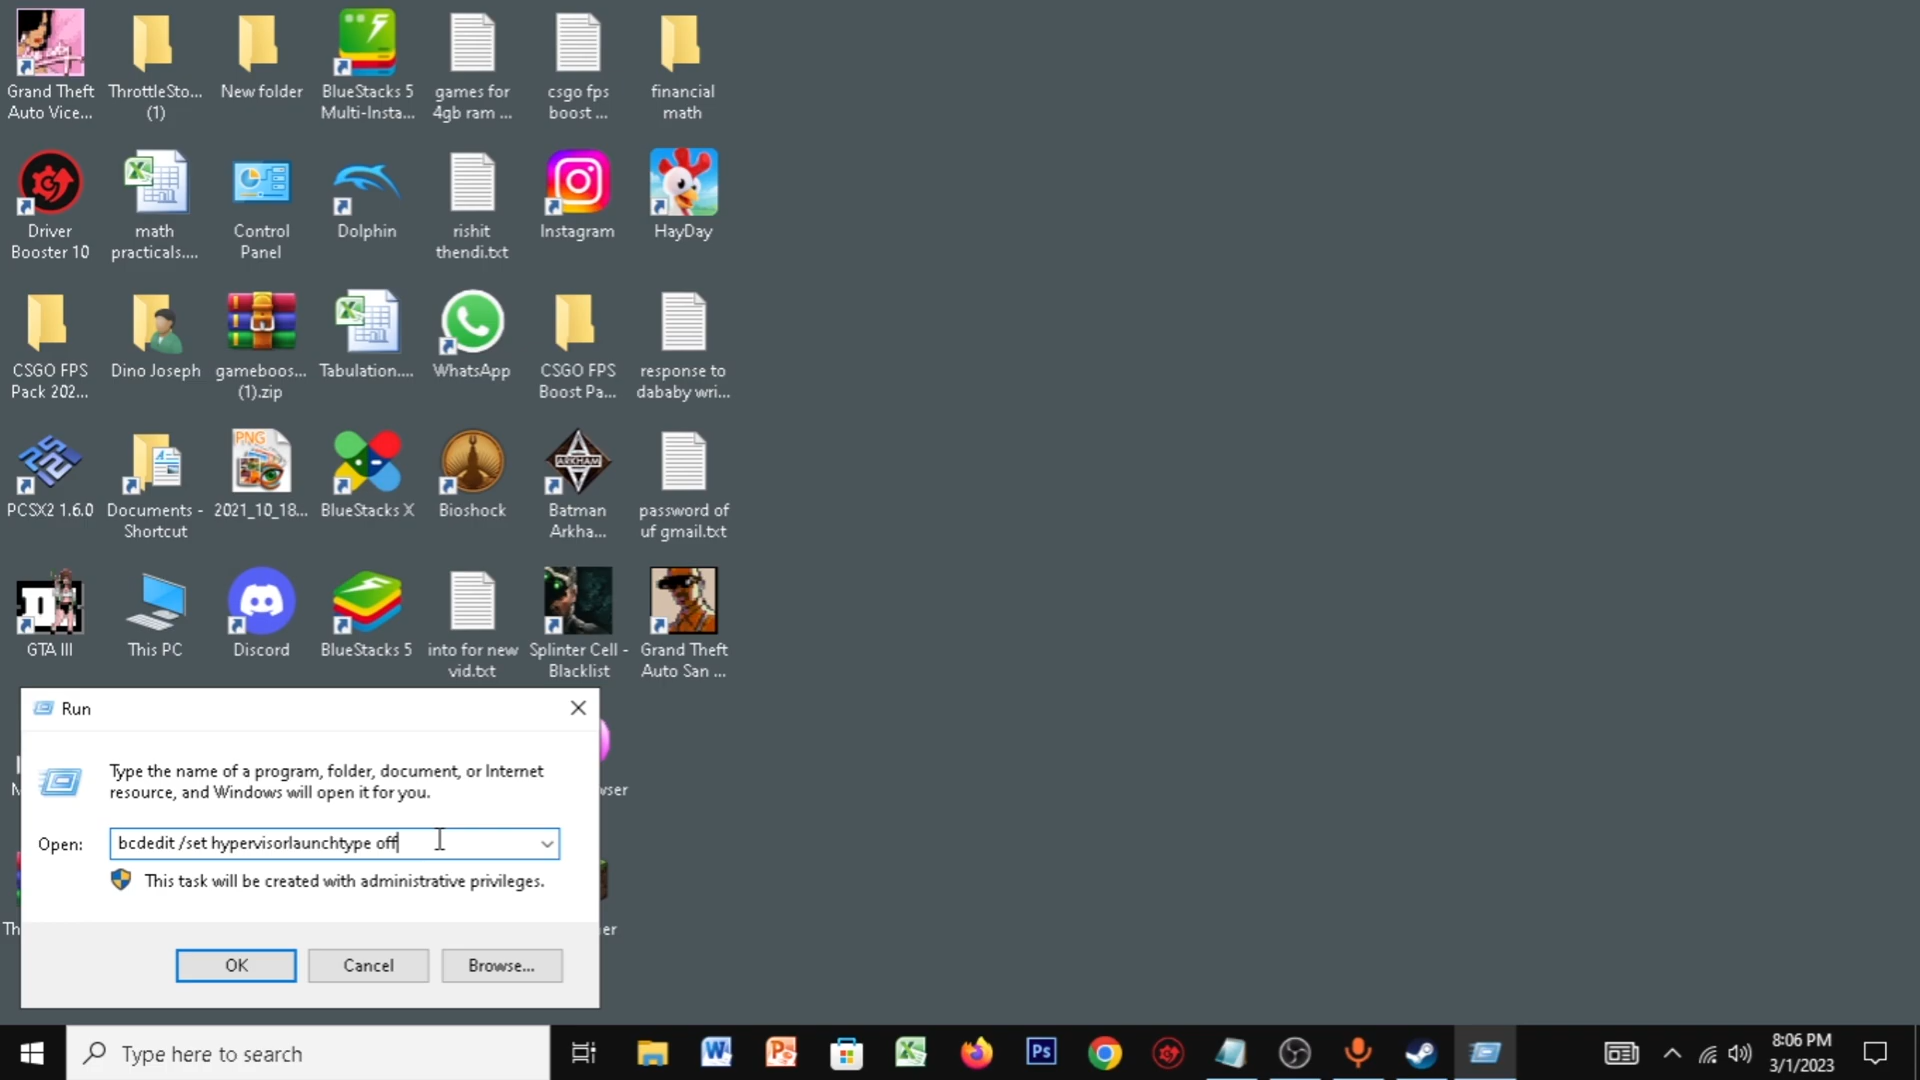 Grand Theft
Auto Vice...
ThrottleSto...
(1)
New folder
BlueStacks 5
Multi-Insta...
games for
4gb ram ...
csgo fps
boost ...
financial
math
Driver
Booster 10
math
practicals....
Control
Panel
Dolphin
rishit
thendi.txt
Instagram
HayDay
CSGO FPS
Pack 202...
Dino Joseph
gameboos...
(1).zip
Tabulation....
WhatsApp
CSGO FPS
Boost Pa...
response to
dababy wri...
PNG
ARKHAM
PCSX2 1.6.0
Documents -
Shortcut
2021_10_18...
BlueStacks X
Bioshock
Batman
Arkha...
password of
uf gmail.txt
GTA III
This PC
Discord
BlueStacks 5
into for new
vid.txt
Splinter Cell -
Blacklist
Grand Theft
Auto San ...
Run
Type the name of a program, folder, document, or Internet
resource, and Windows will open it for you.
Open:
bcdedit /set hypervisorlaunchtype off
This task will be created with administrative privileges.
OK
Cancel
Browse...
Type here to search
8:06 PM
3/1/2023